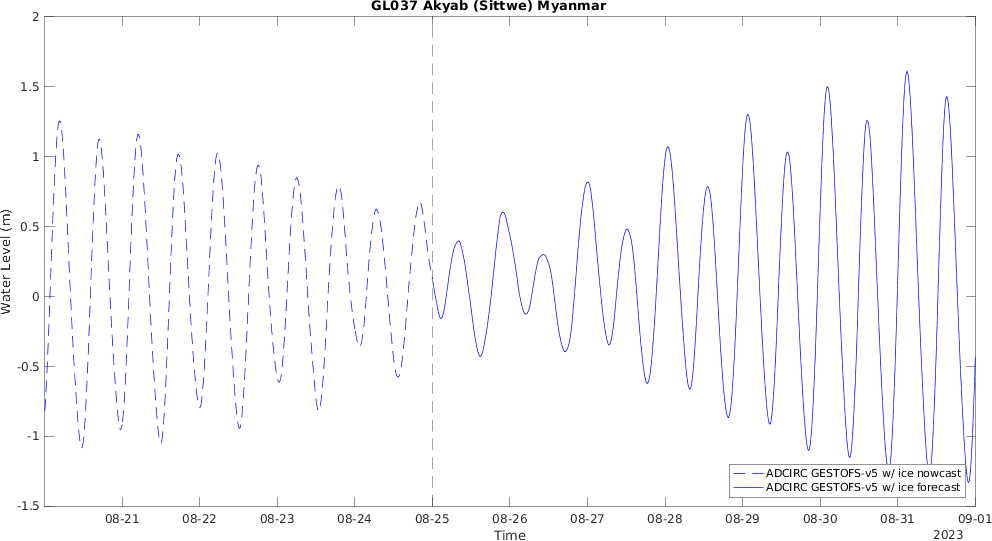 GL037 Akyab (Sittwe) Myanmar
Water Level (m)
2
1.5
1
0.5
0
-0.5
-1
-1.5
ADCIRC GESTOFS-v5 w/ ice nowcast
ADCIRC GESTOFS-v5 w/ ice forecast
08-21 08-22 08-23 08-24 08-25 08-26 08-27 08-28 08-29 08-30 08-31 09-01
Time
2023